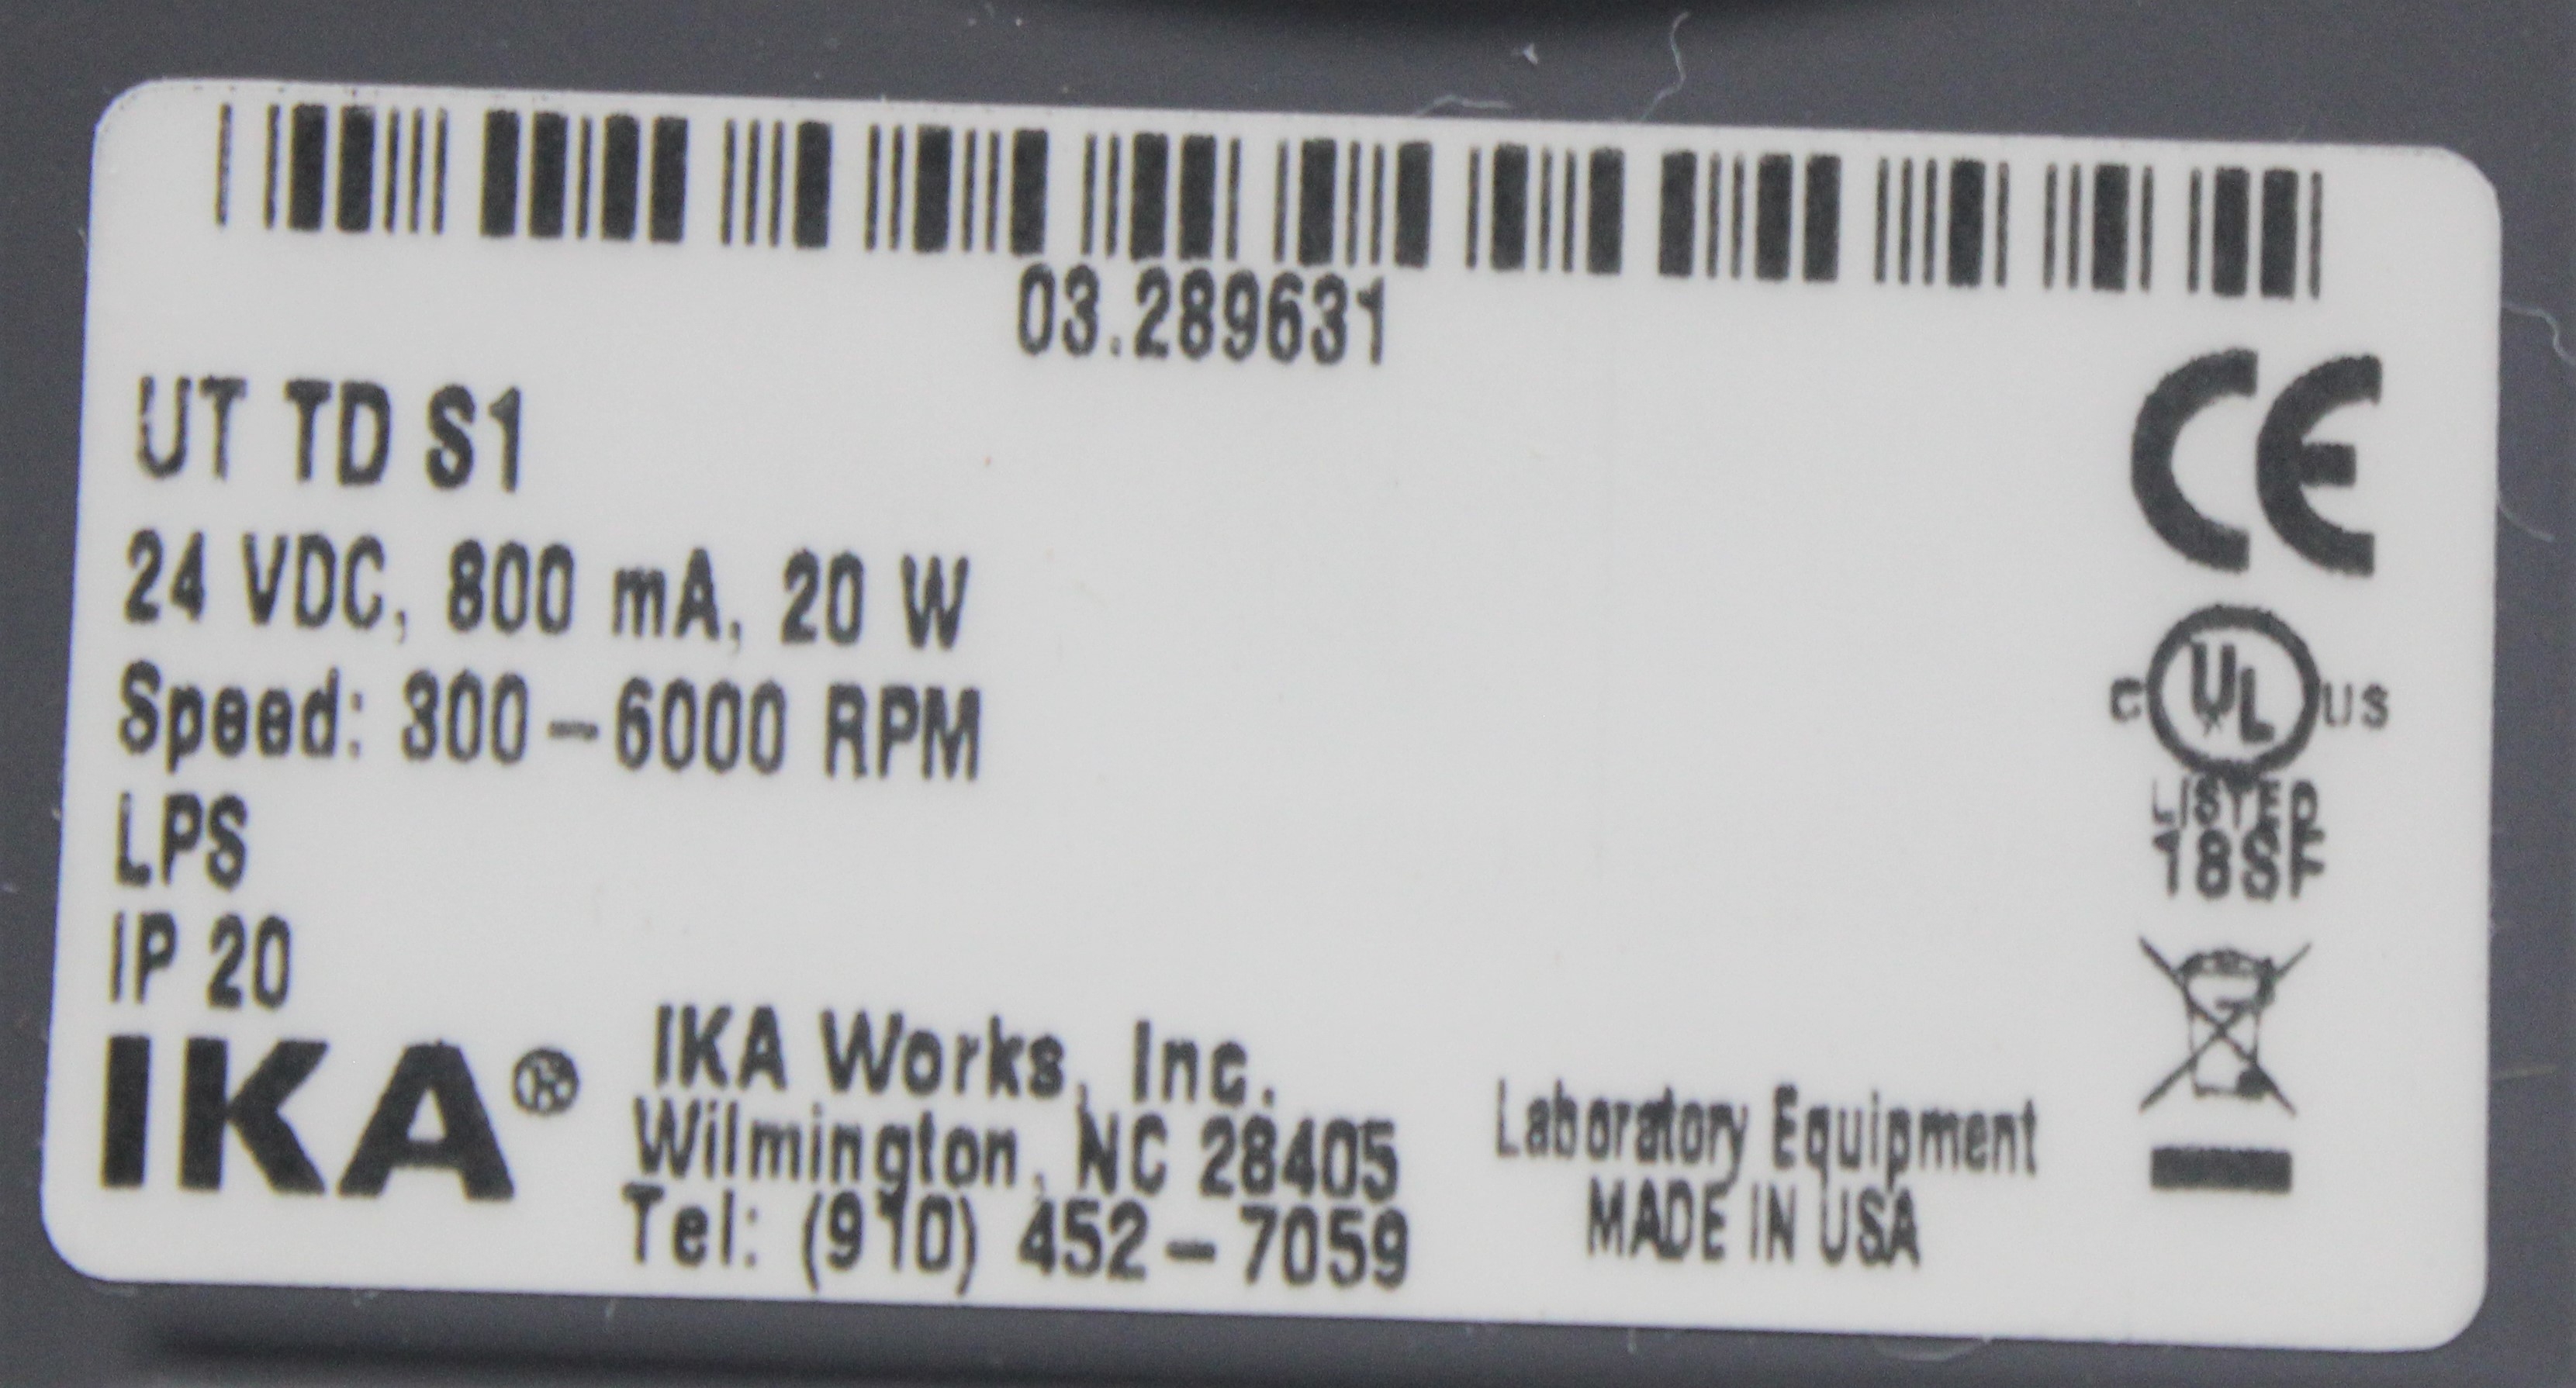 03.289631
UT TD S1
24 VDC, 800 mA, 20 W
Speed: 300-6000 RPM
LPS
IP 20
CE
C UL US
LISTED
18SF
IKA®
IKA Works, Inc.
Wilmington, NC 28405
Tel: (910) 452-7059
Laboratory Equipment
MADE IN USA